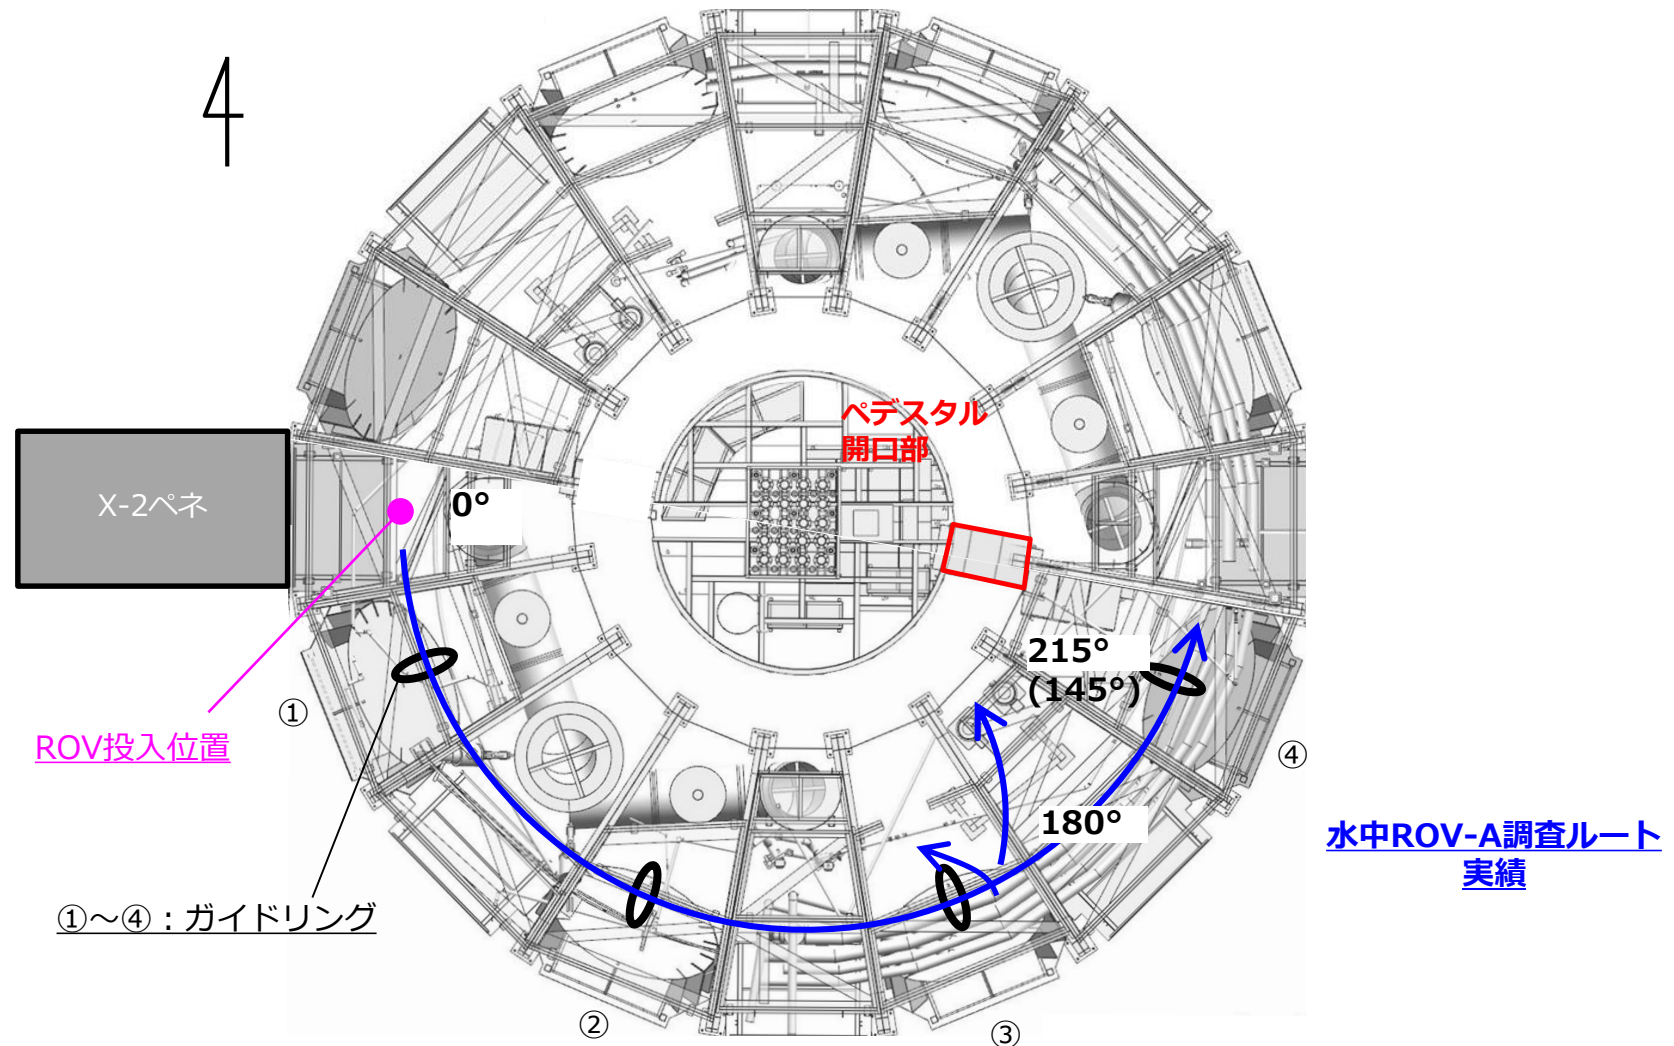 ペデスタル
開口部
X-2ペネ
0°
215°
(145°)
①
ROV投入位置
④
180°
水中ROV-A調査ルート
実績
①～④：ガイドリング
②
③